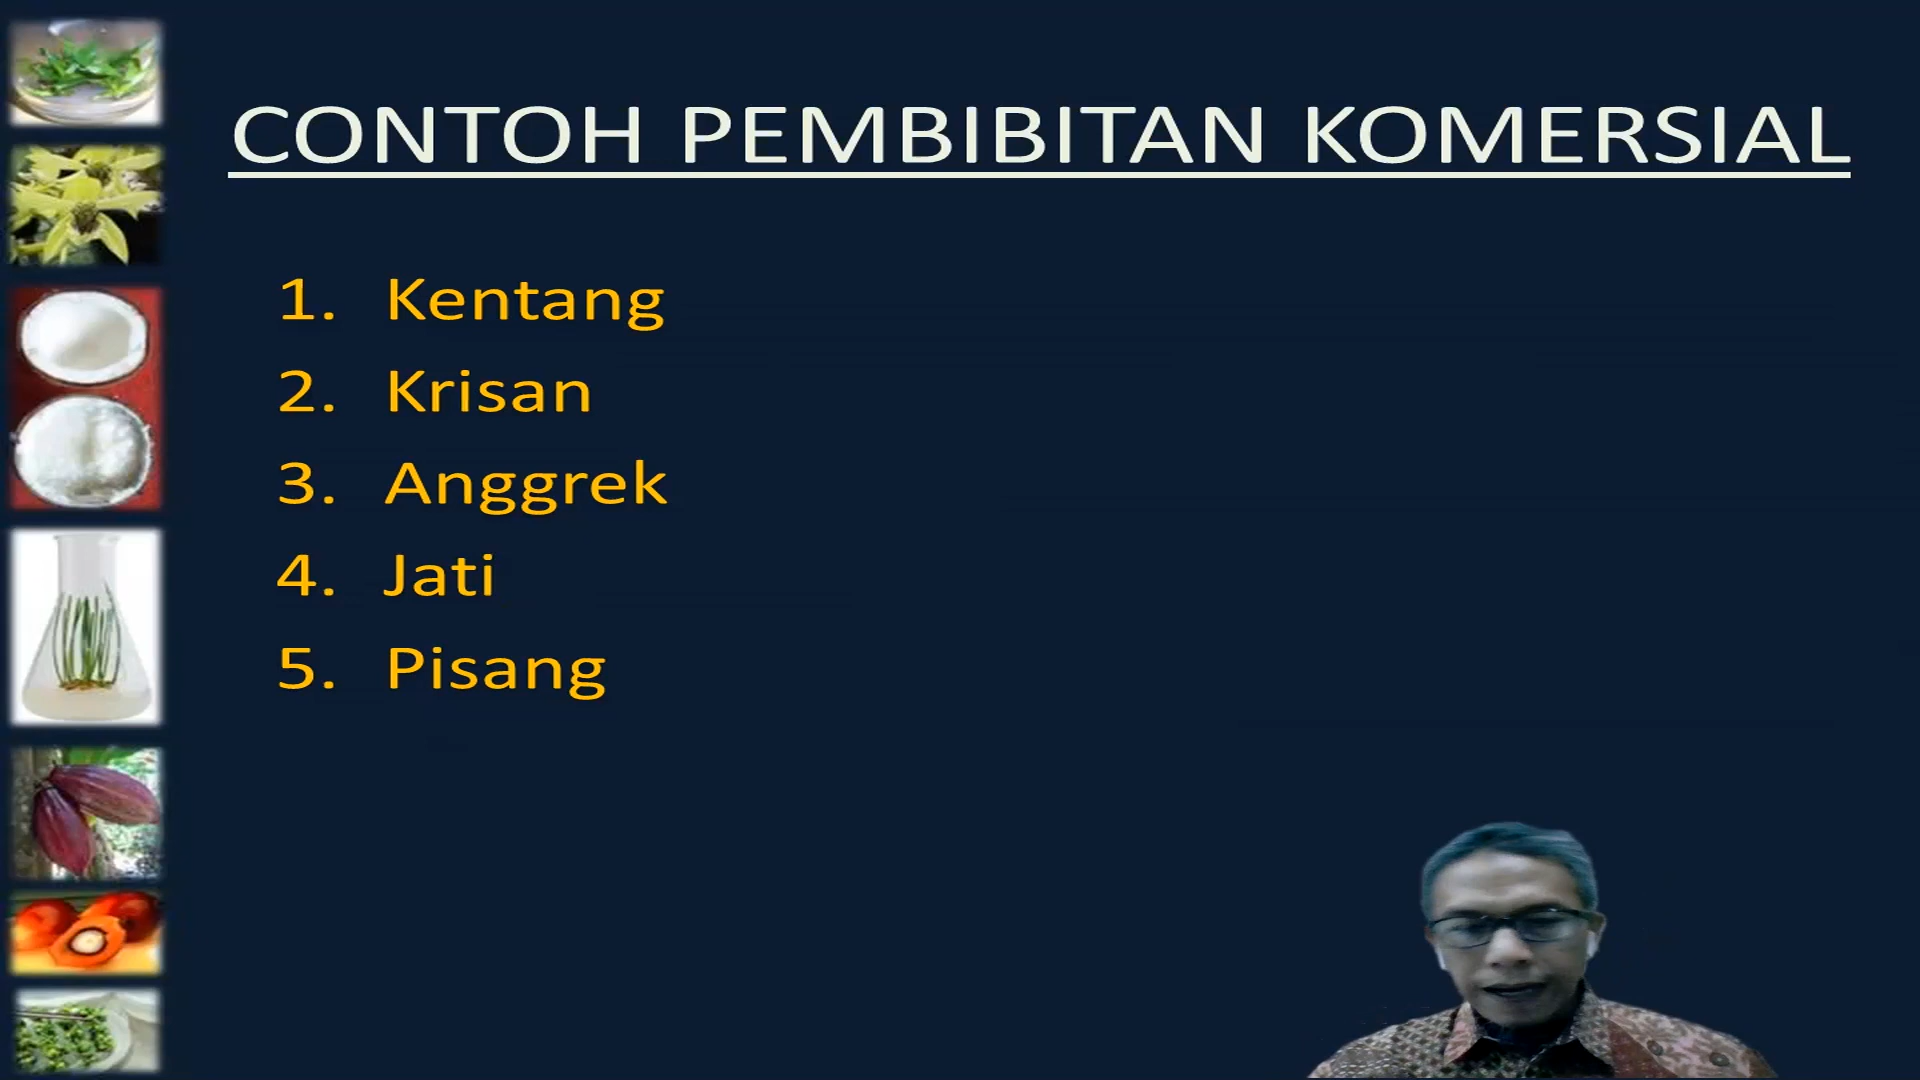 CONTOH PEMBIBITAN KOMERSIAL
1. Kentang
2. Krisan
3. Anggrek
4. Jati
5. Pisang